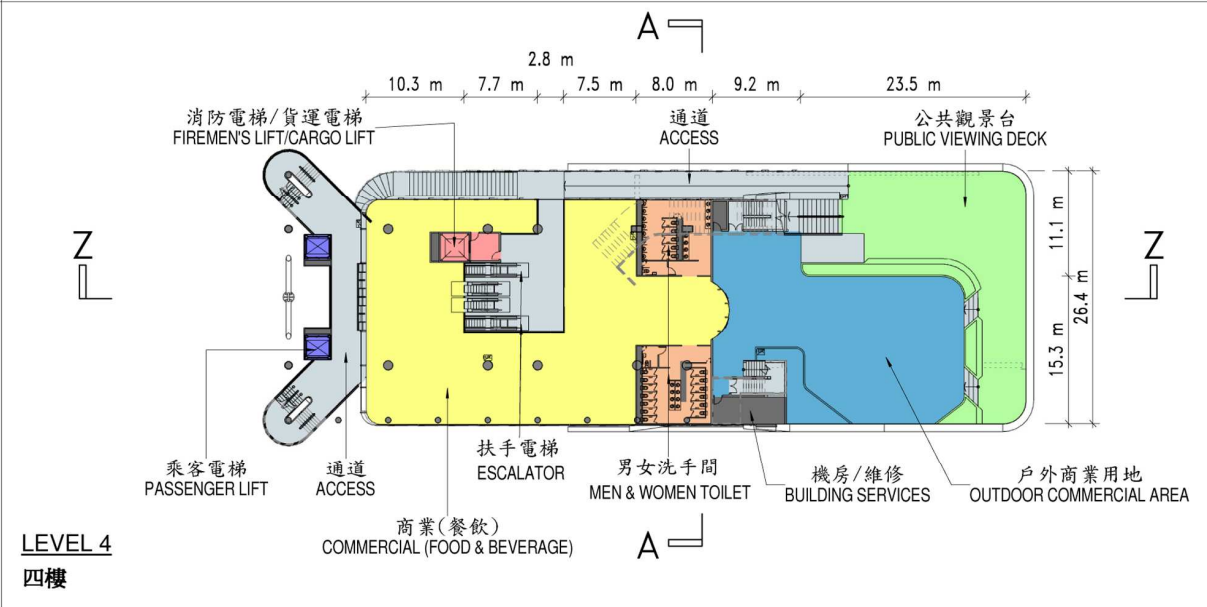 A
2.8 m
10.3 m
7.7 m
7.5 m
8.0 m
9.2 m
23.5 m
消防電梯/貨運電梯
FIREMEN'S LIFT/CARGO LIFT
通道
ACCESS
公共觀景台
PUBLIC VIEWING DECK
Z
Z
11.1 m
26.4 m
15.3 m
乘客電梯
PASSENGER LIFT
通道
ACCESS
扶手電梯
ESCALATOR
男女洗手間
MEN & WOMEN TOILET
機房/維修
BUILDING SERVICES
戶外商業用地
OUTDOOR COMMERCIAL AREA
商業(餐飲)
COMMERCIAL (FOOD & BEVERAGE)
A
LEVEL 4
四樓